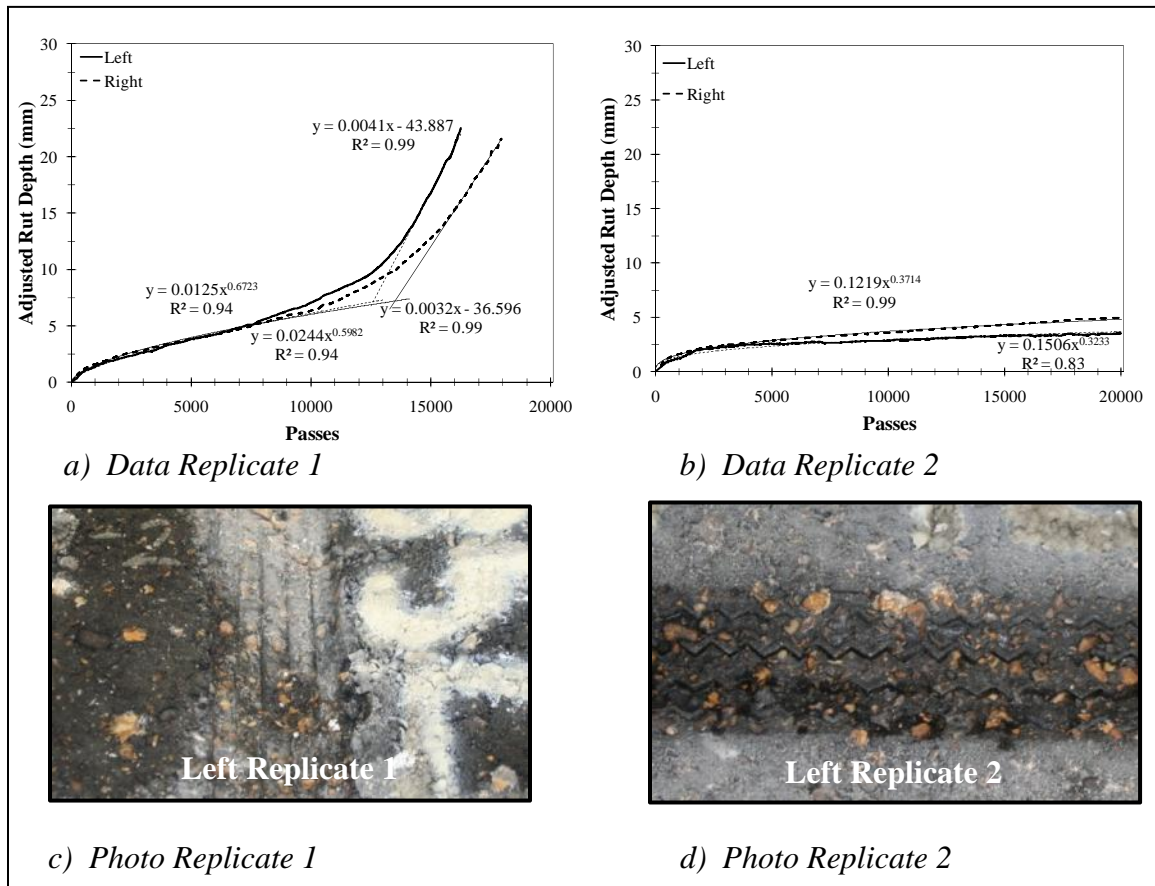 30
25
20
15
10
5
0
Adjusted Rut Depth (mm)
Left
Right
y = 0.0041x - 43.887
R² = 0.99
y = 0.0125x^0.6723
R² = 0.94
y = 0.0244x^0.5982
R² = 0.94
y = 0.0032x - 36.596
R² = 0.99
0 5000 10000 15000 20000
Passes
a) Data Replicate 1
30
25
20
15
10
5
0
Adjusted Rut Depth (mm)
Left
Right
y = 0.1219x^0.3714
R² = 0.99
y = 0.1506x^0.3233
R² = 0.83
0 5000 10000 15000 20000
Passes
b) Data Replicate 2
Left Replicate 1
c) Photo Replicate 1
Left Replicate 2
d) Photo Replicate 2